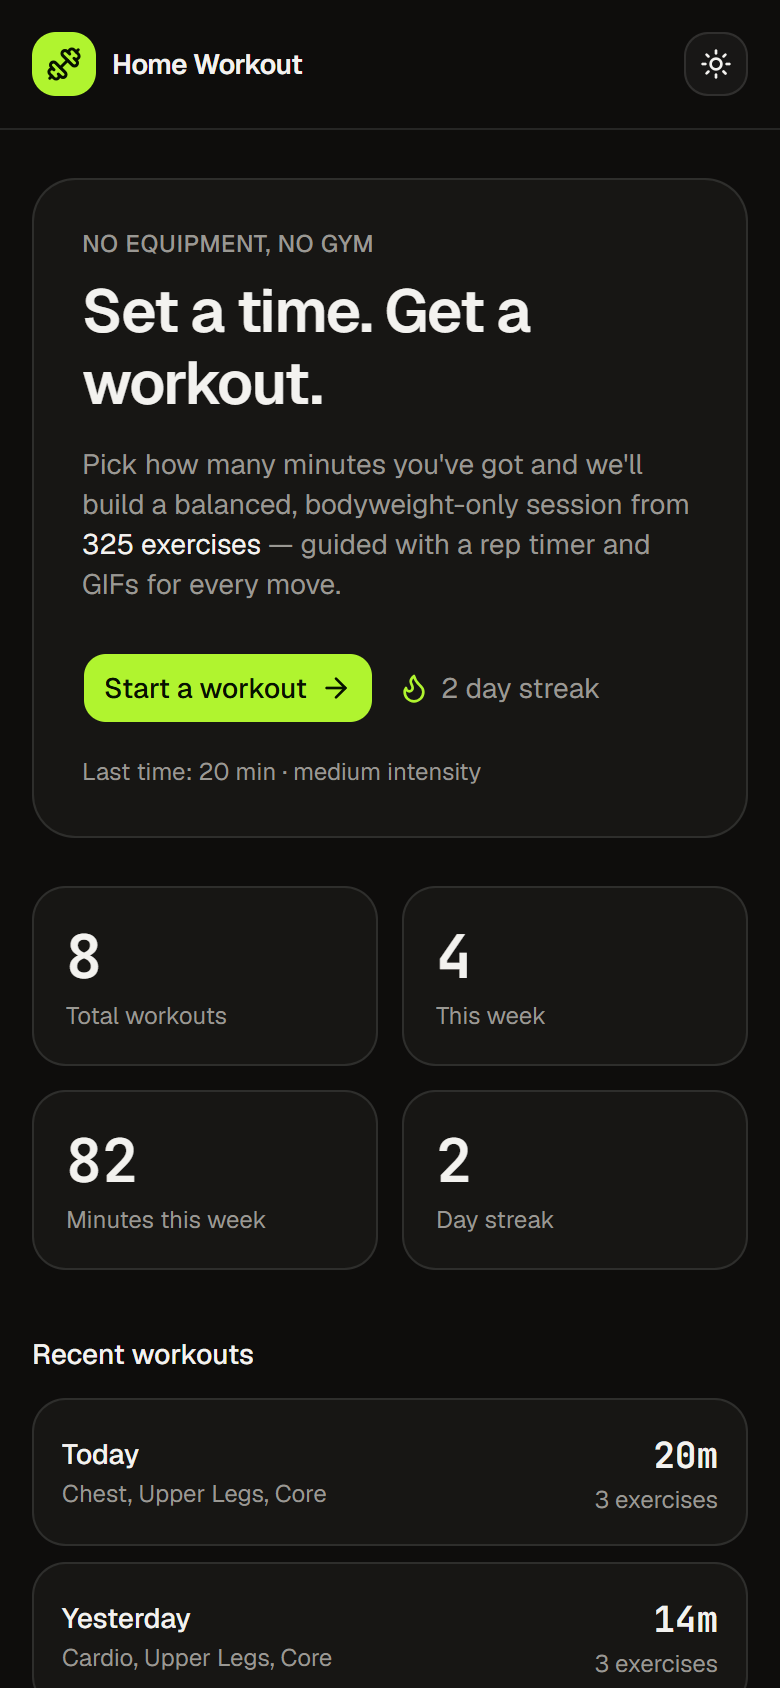 Home Workout
NO EQUIPMENT, NO GYM
Set a time. Get a
workout.
Pick how many minutes you've got and we'll
build a balanced, bodyweight-only session from
325 exercises — guided with a rep timer and
GIFs for every move.
Start a workout
2 day streak
Last time: 20 min · medium intensity
8
Total workouts
4
This week
82
Minutes this week
2
Day streak
Recent workouts
Today
20m
Chest, Upper Legs, Core
3 exercises
Yesterday
14m
Cardio, Upper Legs, Core
3 exercises